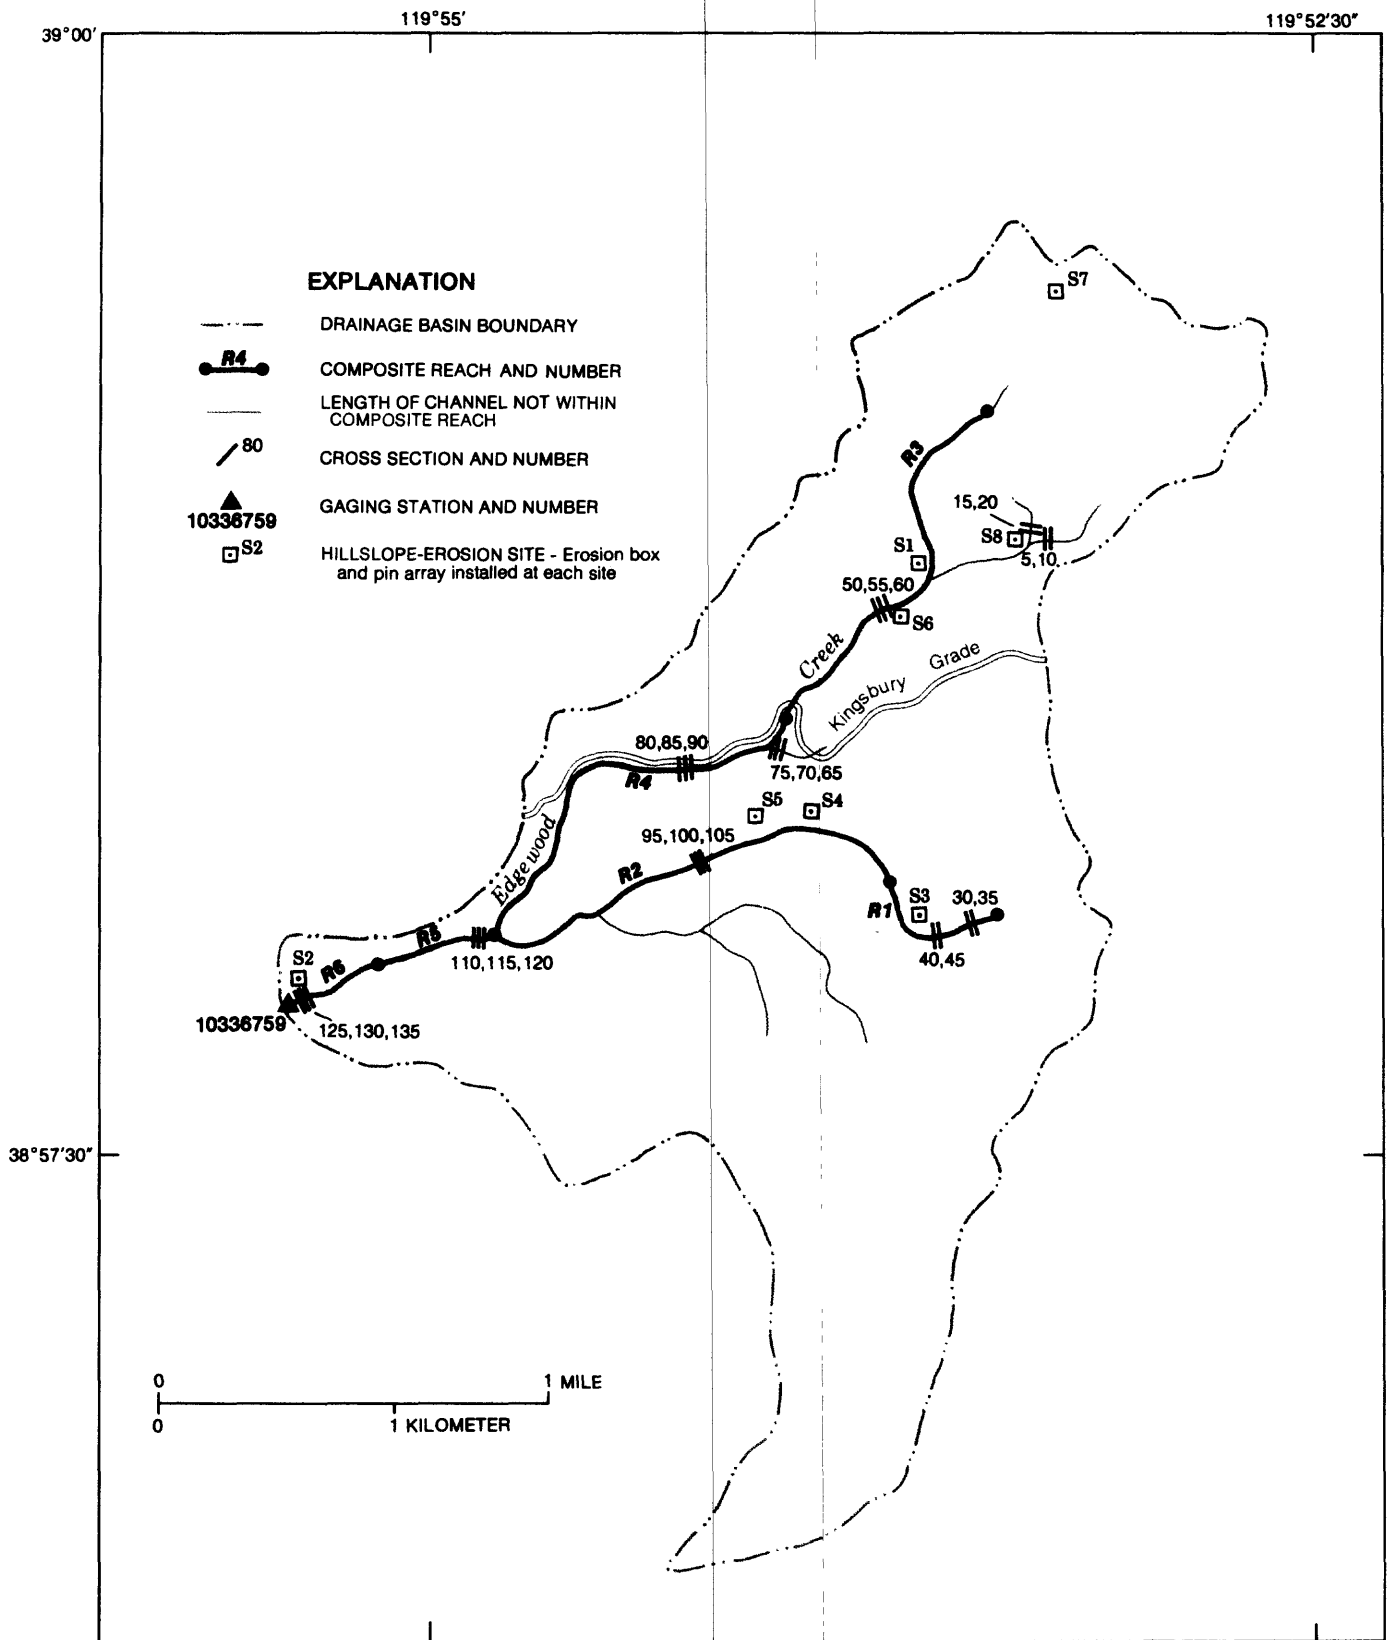 119°55'
119°52'30"
39°00'
EXPLANATION
DRAINAGE BASIN BOUNDARY
R4
COMPOSITE REACH AND NUMBER
LENGTH OF CHANNEL NOT WITHIN
COMPOSITE REACH
80
CROSS SECTION AND NUMBER
10336759
GAGING STATION AND NUMBER
S2
HILLSLOPE-EROSION SITE - Erosion box
and pin array installed at each site
S7
R3
15,20
S8
5,10
S1
50,55,60
S6
Creek
Kingsbury Grade
80,85,90
R4
75,70,65
S5
S4
Edgewood
95,100,105
R2
R1
S3
30,35
40,45
R5
110,115,120
S2
R6
10336759
125,130,135
38°57'30"
0
1 MILE
0
1 KILOMETER